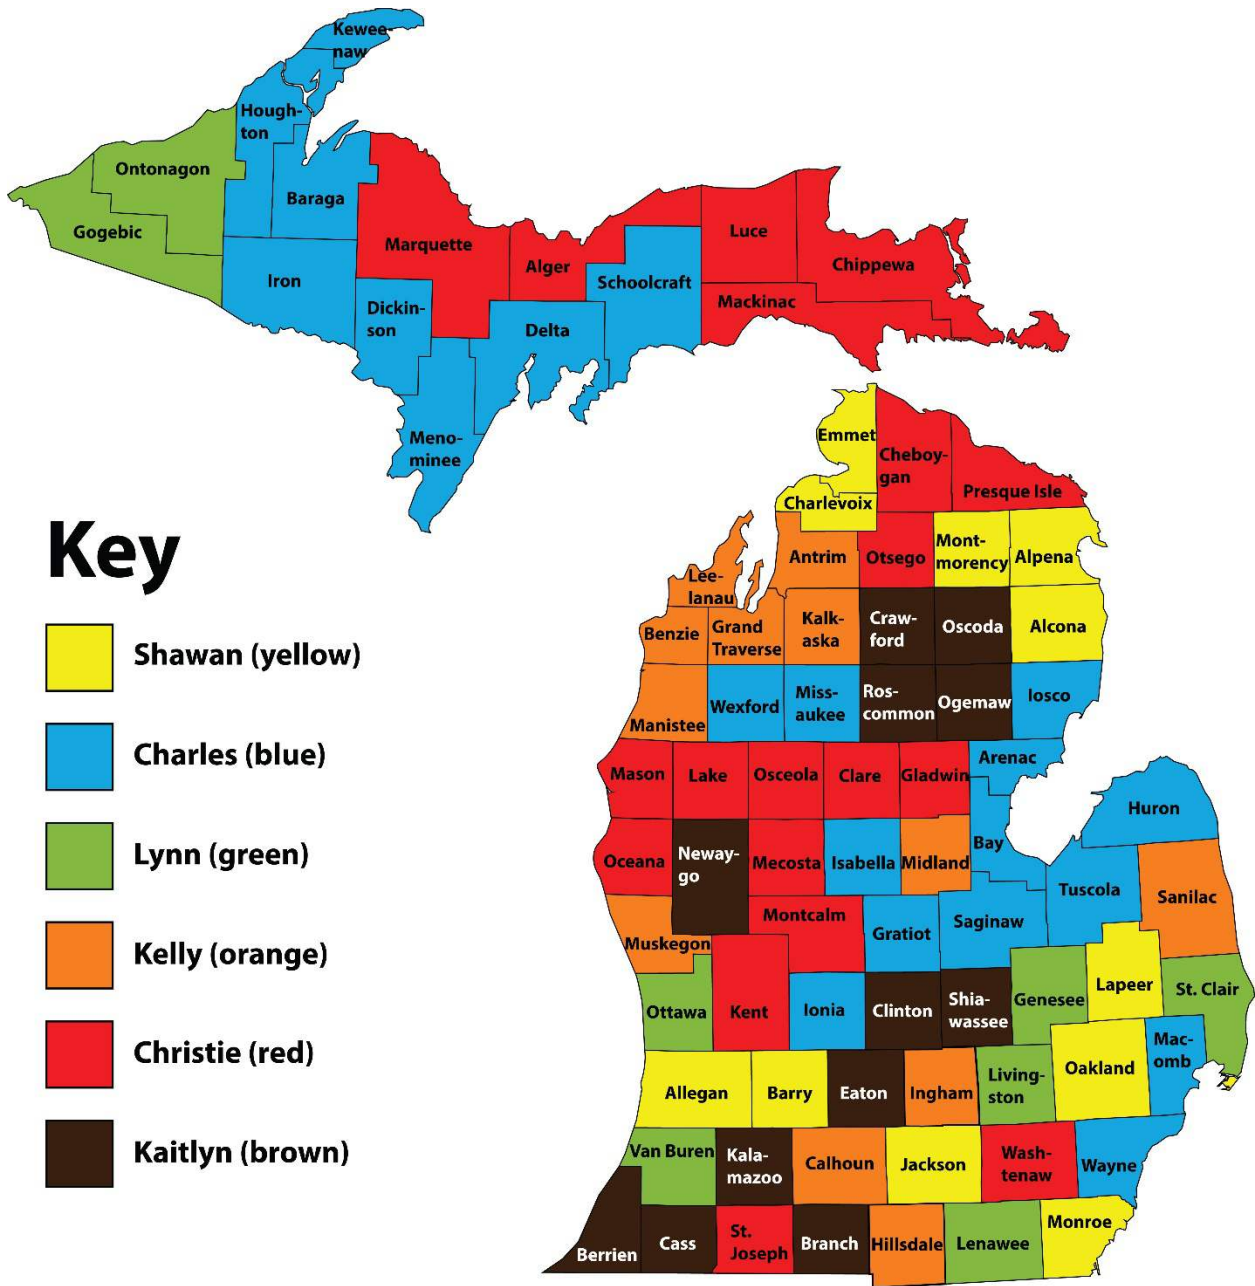 Kewee-
naw
Hough-
ton
Ontonagon
Baraga
Gogebic
Marquette
Luce
Alger
Chippewa
Iron
Schoolcraft
Mackinac
Dickin-
son
Delta
Meno-
minee
Emmet
Cheboy-
gan
Presque Isle
Charlevoix
Key
Antrim
Otsego
Mont-
morency
Alpena
Lee-
lanau
Benzie
Grand
Traverse
Kalk-
aska
Craw-
ford
Oscoda
Alcona
Shawan (yellow)
Manistee
Wexford
Miss-
aukee
Ros-
common
Ogemaw
Iosco
Charles (blue)
Mason
Lake
Osceola
Clare
Gladwin
Arenac
Huron
Lynn (green)
Oceana
Neway-
go
Mecosta
Isabella
Midland
Bay
Tuscola
Sanilac
Kelly (orange)
Muskegon
Montcalm
Gratiot
Saginaw
Lapeer
St. Clair
Ottawa
Kent
Ionia
Clinton
Shia-
wassee
Genesee
Christie (red)
Allegan
Barry
Eaton
Ingham
Living-
ston
Oakland
Mac-
omb
Kaitlyn (brown)
Van Buren
Kala-
mazoo
Calhoun
Jackson
Wash-
tenaw
Wayne
Berrien
Cass
St.
Joseph
Branch
Hillsdale
Lenawee
Monroe